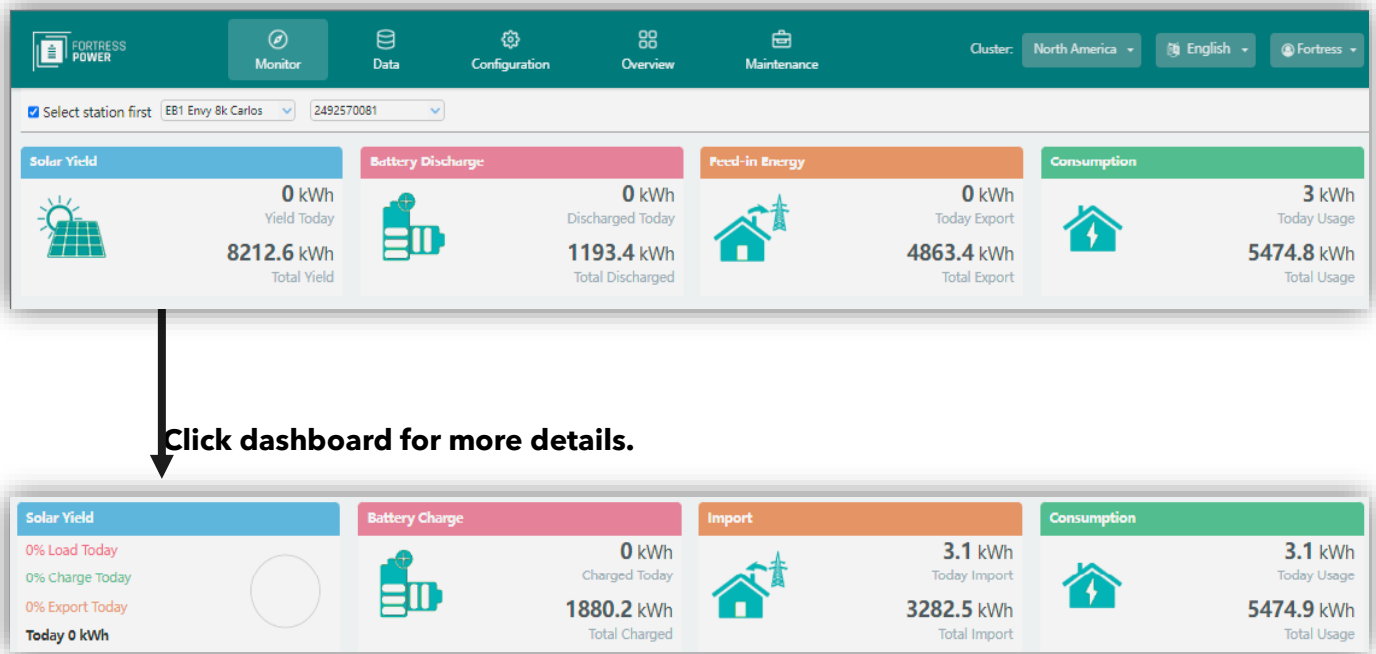 FORTRESS
POWER
Monitor
Data
Configuration
Overview
Maintenance
Cluster:
North America
English
Fortress
Select station first
EB1 Envy 8k Carlos
2492570081
Solar Yield
0 kWh
Yield Today
8212.6 kWh
Total Yield
Battery Discharge
0 kWh
Discharged Today
1193.4 kWh
Total Discharged
Feed-in Energy
0 kWh
Today Export
4863.4 kWh
Total Export
Consumption
3 kWh
Today Usage
5474.8 kWh
Total Usage
Click dashboard for more details.
Solar Yield
0% Load Today
0% Charge Today
0% Export Today
Today 0 kWh
Battery Charge
0 kWh
Charged Today
1880.2 kWh
Total Charged
Import
3.1 kWh
Today Import
3282.5 kWh
Total Import
Consumption
3.1 kWh
Today Usage
5474.9 kWh
Total Usage